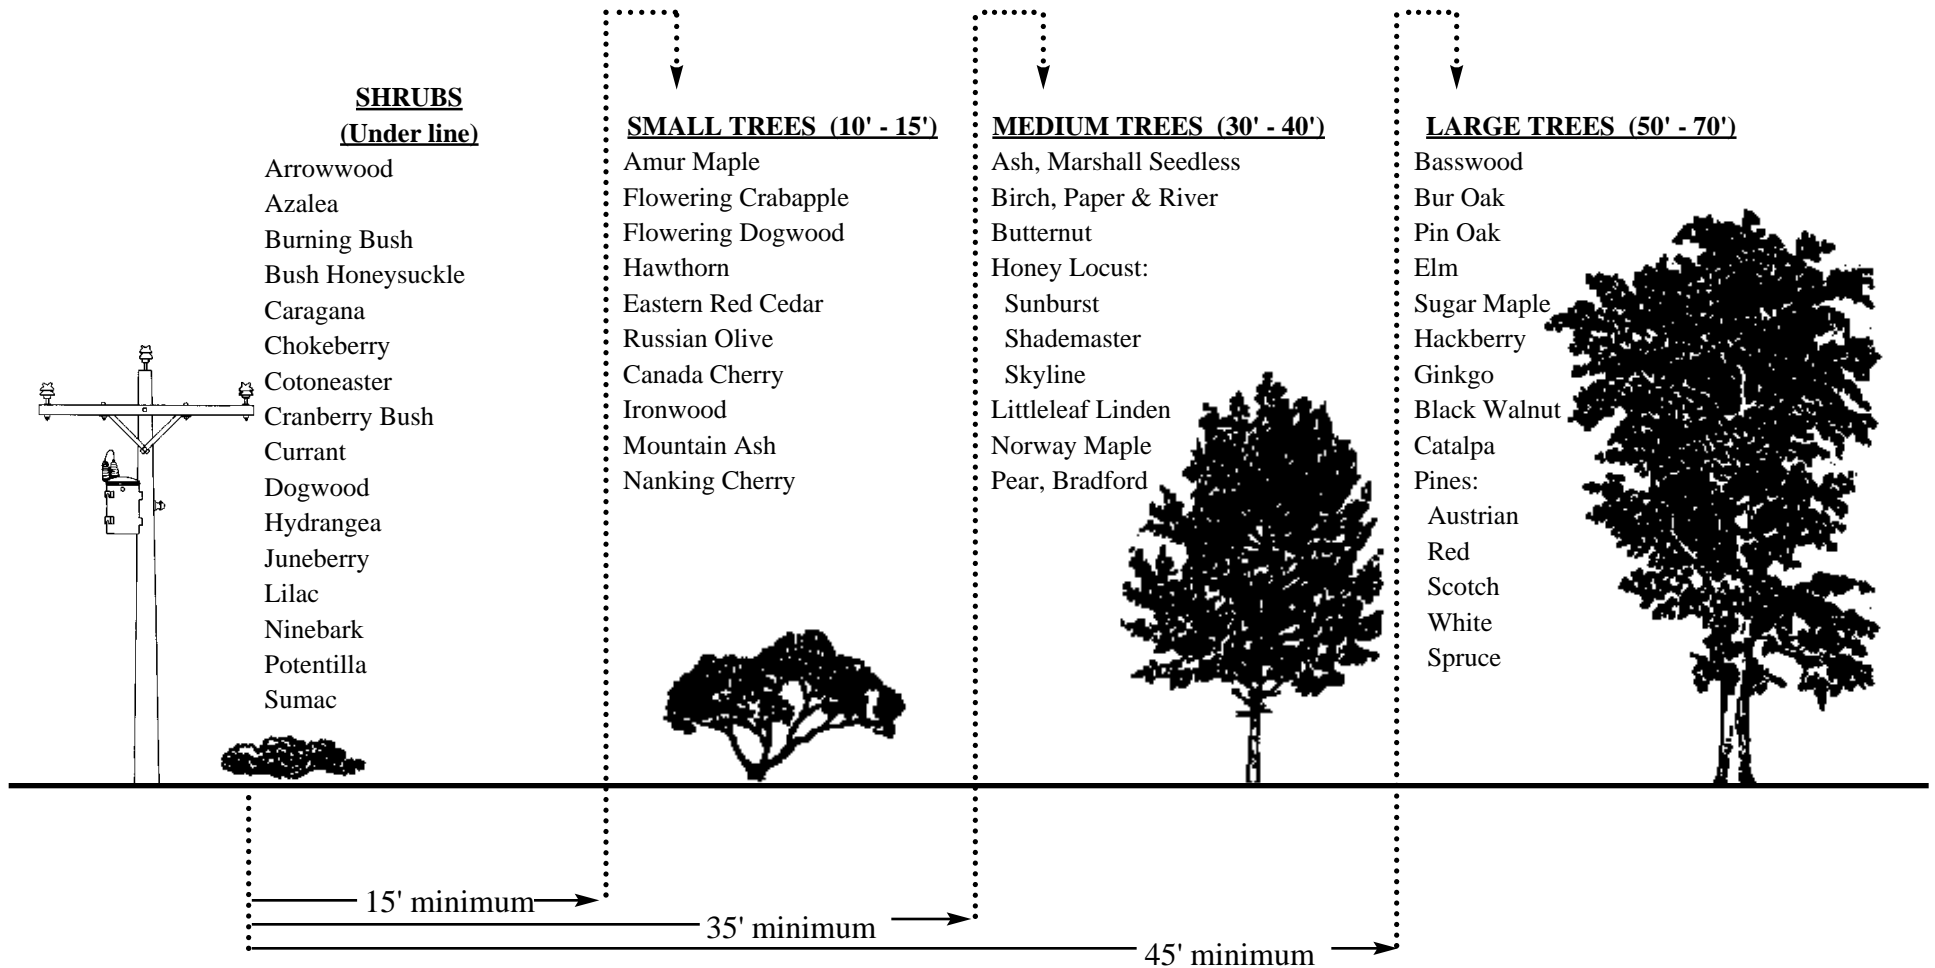 SHRUBS
(Under line)
Arrowwood
Azalea
Burning Bush
Bush Honeysuckle
Caragana
Chokeberry
Cotoneaster
Cranberry Bush
Currant
Dogwood
Hydrangea
Juneberry
Lilac
Ninebark
Potentilla
Sumac
SMALL TREES (10' - 15')
Amur Maple
Flowering Crabapple
Flowering Dogwood
Hawthorn
Eastern Red Cedar
Russian Olive
Canada Cherry
Ironwood
Mountain Ash
Nanking Cherry
MEDIUM TREES (30' - 40')
Ash, Marshall Seedless
Birch, Paper & River
Butternut
Honey Locust:
Sunburst
Shademaster
Skyline
Littleleaf Linden
Norway Maple
Pear, Bradford
LARGE TREES (50' - 70')
Basswood
Bur Oak
Pin Oak
Elm
Sugar Maple
Hackberry
Ginkgo
Black Walnut
Catalpa
Pines:
Austrian
Red
Scotch
White
Spruce
15' minimum
35' minimum
45' minimum